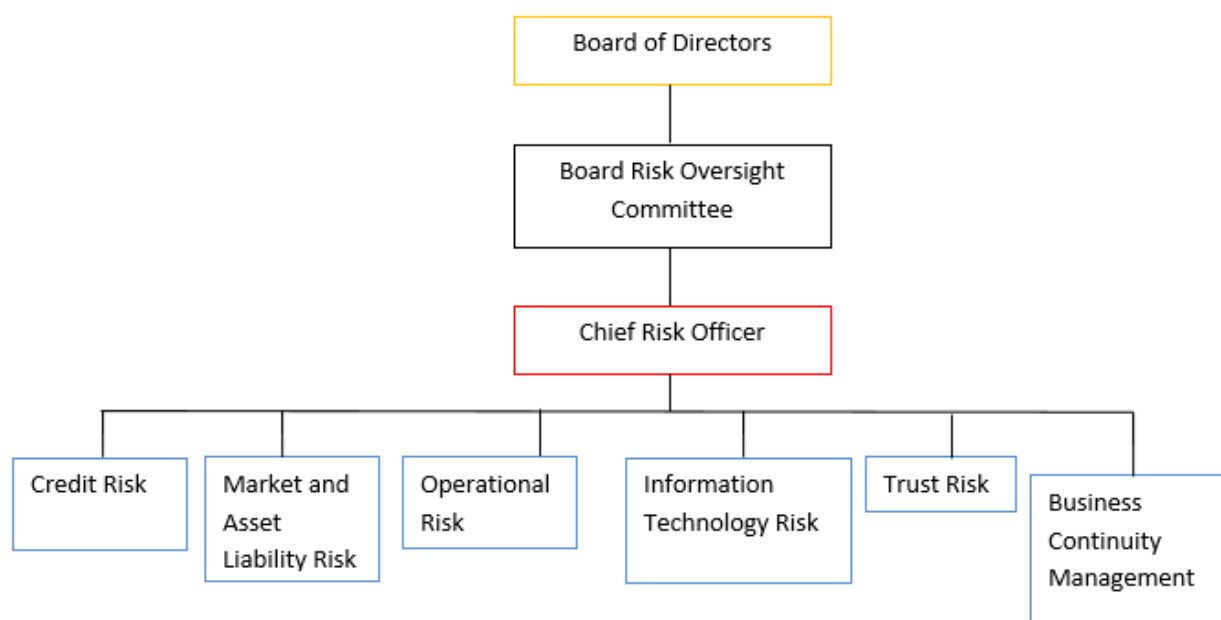 Board of Directors
Board Risk Oversight
Committee
Chief Risk Officer
Credit Risk
Market and
Asset
Liability Risk
Operational
Risk
Information
Technology Risk
Trust Risk
Business
Continuity
Management